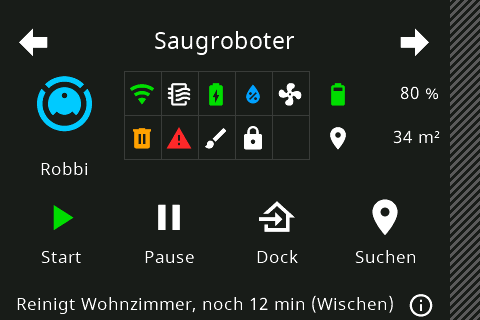 Saugroboter
80 %
34 m²
Robbi
Start
Pause
Dock
Suchen
Reinigt Wohnzimmer, noch 12 min (Wischen)